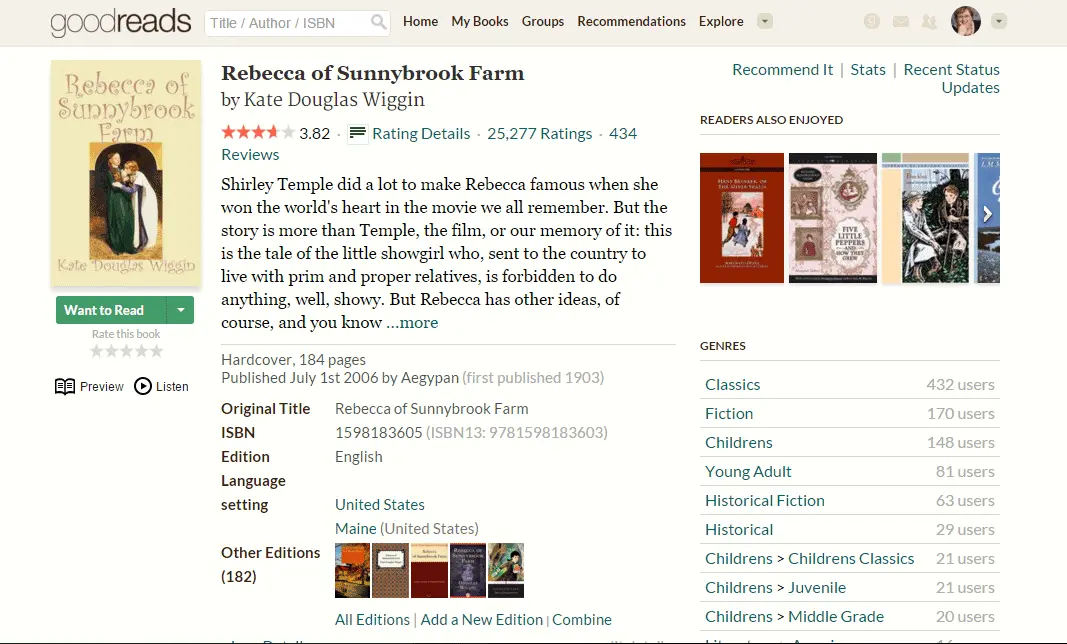 goodreads
Title / Author / ISBN
Home My Books Groups Recommendations Explore
Rebecca of
Sunnybrook
Farm
Kate Douglas Wiggin
Want to Read
Rate this book
Preview Listen
Rebecca of Sunnybrook Farm
by Kate Douglas Wiggin
3.82 · Rating Details · 25,277 Ratings · 434
Reviews
Shirley Temple did a lot to make Rebecca famous when she
won the world's heart in the movie we all remember. But the
story is more than Temple, the film, or our memory of it: this
is the tale of the little showgirl who, sent to the country to
live with prim and proper relatives, is forbidden to do
anything, well, showy. But Rebecca has other ideas, of
course, and you know ...more
Hardcover, 184 pages
Published July 1st 2006 by Aegypan (first published 1903)
Original Title Rebecca of Sunnybrook Farm
ISBN 1598183605 (ISBN13: 9781598183603)
Edition English
Language
setting United States
Maine (United States)
Other Editions
(182)
All Editions | Add a New Edition | Combine
Recommend It | Stats | Recent Status
Updates
READERS ALSO ENJOYED
HANS BRINKER, OR
THE SILVER SKATES
FIVE
LITTLE
PEPPERS
AND
HOW THEY
GREW
GENRES
Classics 432 users
Fiction 170 users
Childrens 148 users
Young Adult 81 users
Historical Fiction 63 users
Historical 29 users
Childrens > Childrens Classics 21 users
Childrens > Juvenile 21 users
Childrens > Middle Grade 20 users